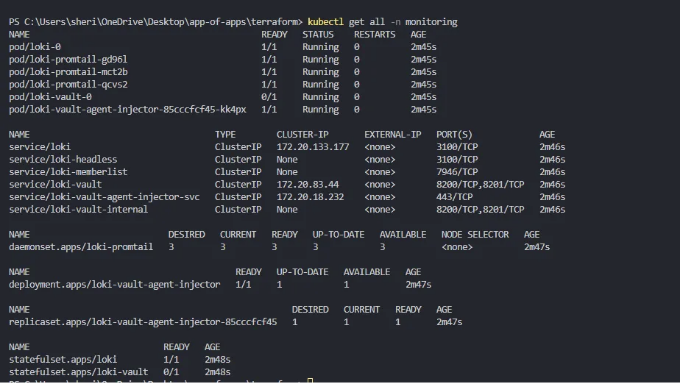 PS C:\Users\sheri\OneDrive\Desktop\app-of-apps\terraform> kubectl get all -n monitoring
NAME READY STATUS RESTARTS AGE
pod/loki-0 1/1 Running 0 2m45s
pod/loki-promtail-gd96l 1/1 Running 0 2m45s
pod/loki-promtail-mct2b 1/1 Running 0 2m45s
pod/loki-promtail-qcvs2 1/1 Running 0 2m45s
pod/loki-vault-0 0/1 Running 0 2m45s
pod/loki-vault-agent-injector-85cccfcf45-kk4px 1/1 Running 0 2m45s
NAME TYPE CLUSTER-IP EXTERNAL-IP PORT(S) AGE
service/loki ClusterIP 172.20.133.177 <none> 3100/TCP 2m46s
service/loki-headless ClusterIP None <none> 3100/TCP 2m46s
service/loki-memberlist ClusterIP None <none> 7946/TCP 2m46s
service/loki-vault ClusterIP 172.20.83.44 <none> 8200/TCP,8201/TCP 2m46s
service/loki-vault-agent-injector-svc ClusterIP 172.20.18.232 <none> 443/TCP 2m46s
service/loki-vault-internal ClusterIP None <none> 8200/TCP,8201/TCP 2m46s
NAME DESIRED CURRENT READY UP-TO-DATE AVAILABLE NODE SELECTOR AGE
daemonset.apps/loki-promtail 3 3 3 3 3 <none> 2m47s
NAME READY UP-TO-DATE AVAILABLE AGE
deployment.apps/loki-vault-agent-injector 1/1 1 1 2m47s
NAME DESIRED CURRENT READY AGE
replicaset.apps/loki-vault-agent-injector-85cccfcf45 1 1 1 2m47s
NAME READY AGE
statefulset.apps/loki 1/1 2m48s
statefulset.apps/loki-vault 0/1 2m48s